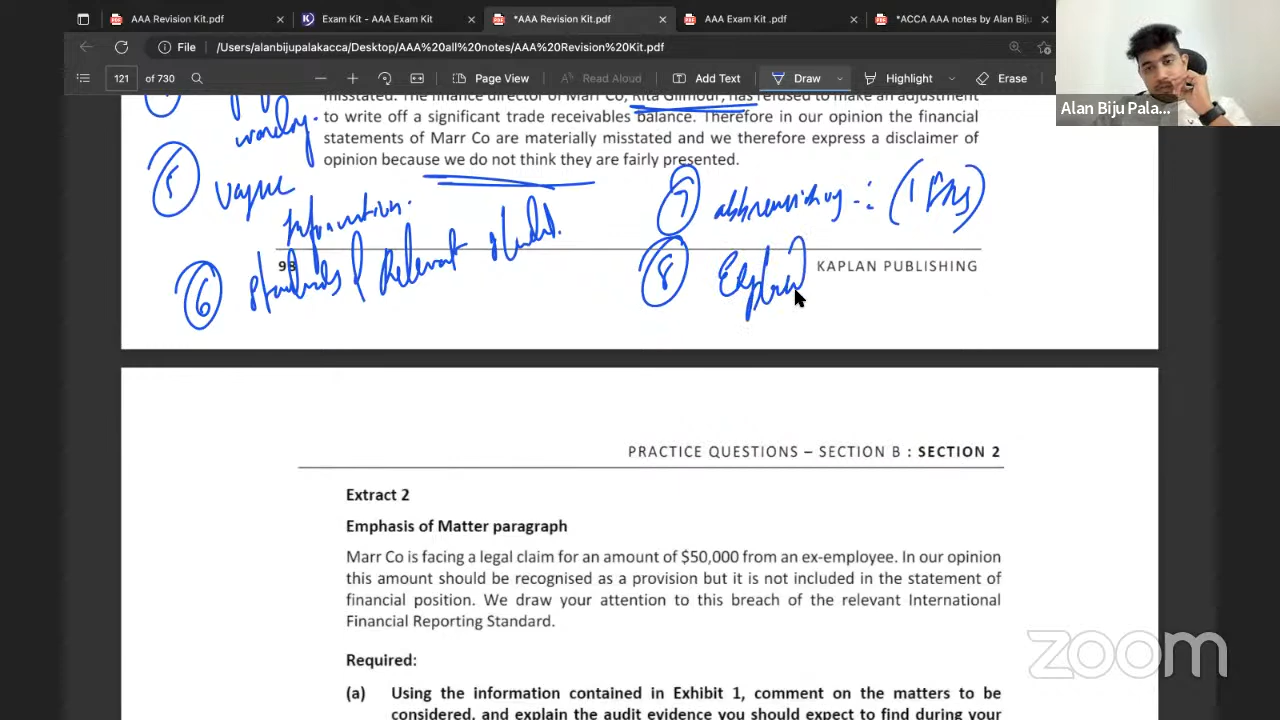 AAA Revision Kit.pdf
Exam Kit - AAA Exam Kit
*AAA Revision Kit.pdf
AAA Exam Kit .pdf
*ACCA AAA notes by Alan Biju
File
/Users/alanbijupalakacca/Desktop/AAA%20all%20notes/AAA%20Revision%20Kit.pdf
121 of 730
Page View
Read Aloud
Add Text
Draw
Highlight
Erase
Alan Biju Pala...
misstated. The finance director of Marr Co, Rita Gilmour, has refused to make an adjustment
to write off a significant trade receivables balance. Therefore in our opinion the financial
statements of Marr Co are materially misstated and we therefore express a disclaimer of
opinion because we do not think they are fairly presented.
wording.
5 vague
information.
6 standards & Relevant
7
8
98
KAPLAN PUBLISHING
PRACTICE QUESTIONS – SECTION B : SECTION 2
Extract 2
Emphasis of Matter paragraph
Marr Co is facing a legal claim for an amount of $50,000 from an ex-employee. In our opinion
this amount should be recognised as a provision but it is not included in the statement of
financial position. We draw your attention to this breach of the relevant International
Financial Reporting Standard.
Required:
(a) Using the information contained in Exhibit 1, comment on the matters to be
considered, and explain the audit evidence you should expect to find during your
zoom